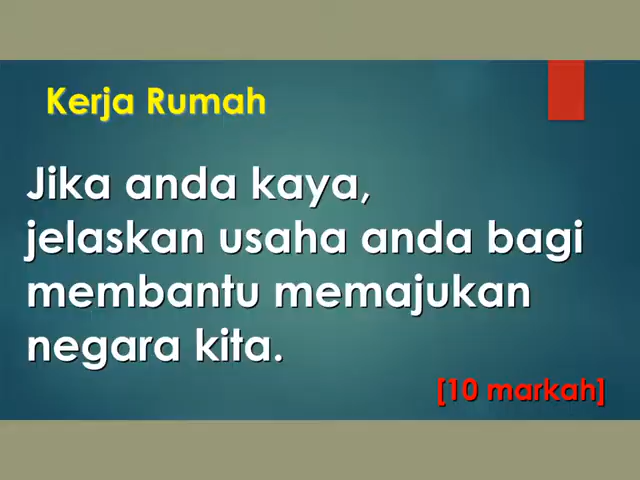 Kerja Rumah
Jika anda kaya,
jelaskan usaha anda bagi
membantu memajukan
negara kita.
[10 markah]